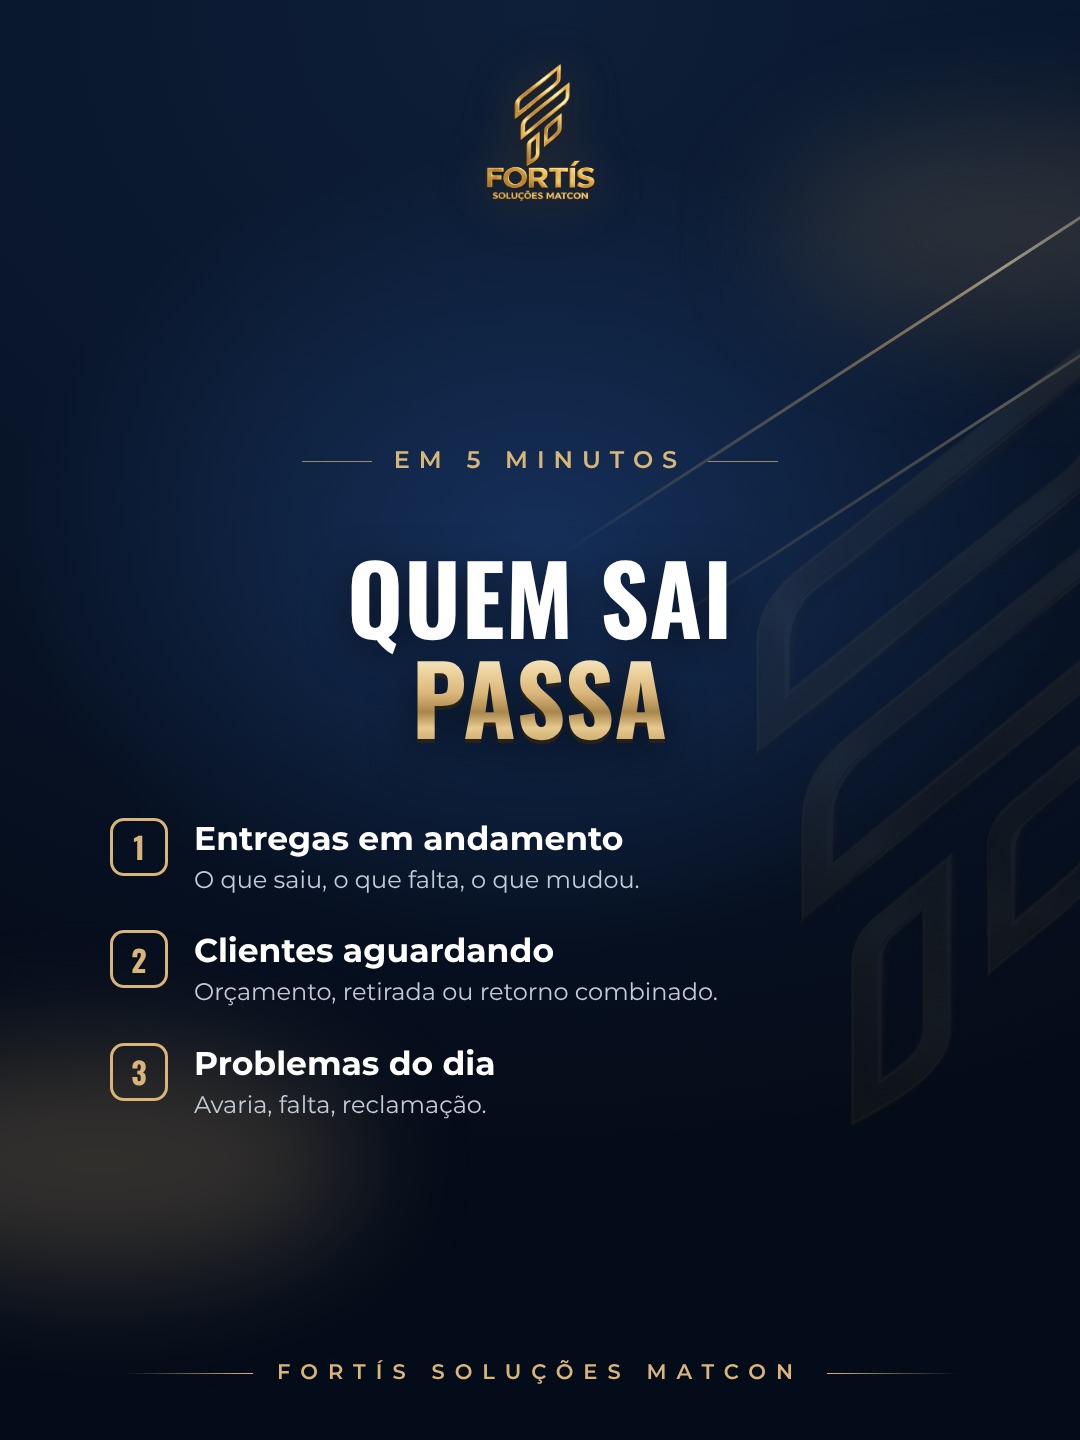 FORTÍS
SOLUÇÕES MATCON
EM 5 MINUTOS
QUEM SAI
PASSA
1
Entregas em andamento
O que saiu, o que falta, o que mudou.
2
Clientes aguardando
Orçamento, retirada ou retorno combinado.
3
Problemas do dia
Avaria, falta, reclamação.
FORTÍS SOLUÇÕES MATCON